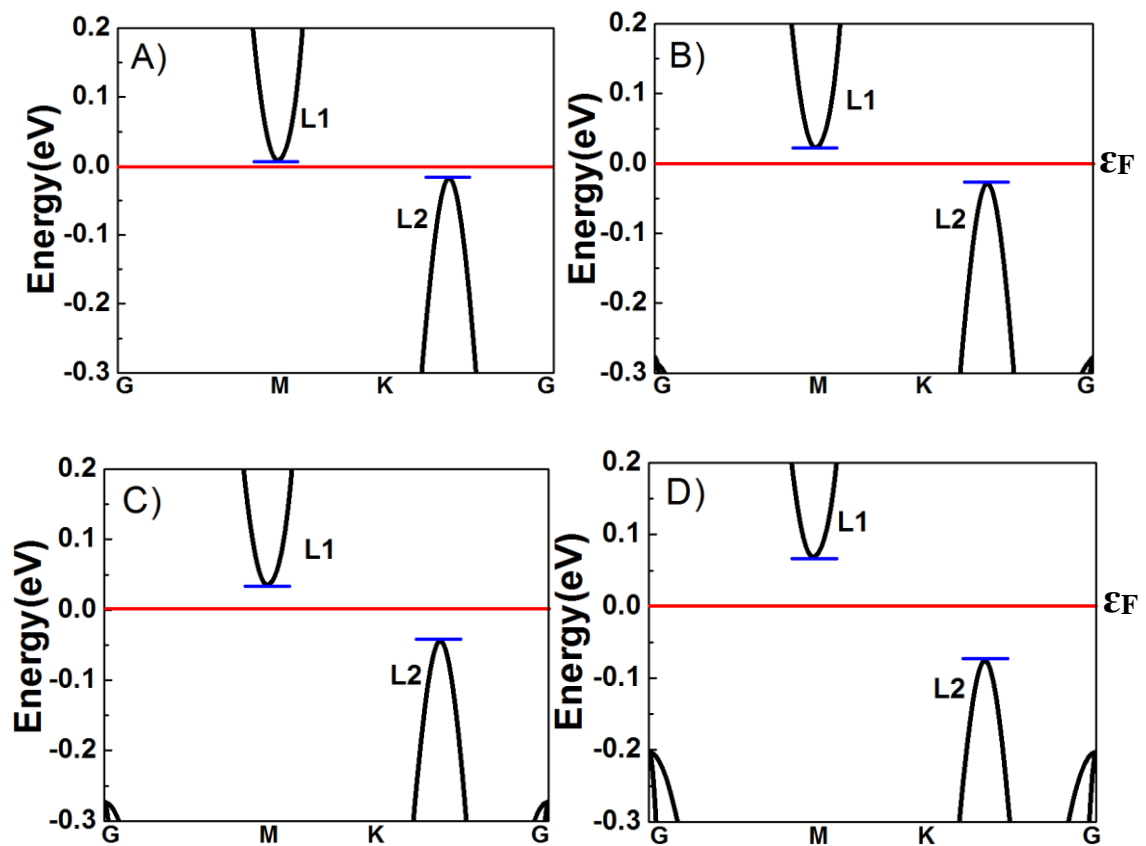 A)
Energy(eV)
0.2
0.1
0.0
-0.1
-0.2
-0.3
L1
L2
G M K G
B)
Energy(eV)
0.2
0.1
0.0
-0.1
-0.2
-0.3
L1
L2
εF
G M K G
C)
Energy(eV)
0.2
0.1
0.0
-0.1
-0.2
-0.3
L1
L2
G M K G
D)
Energy(eV)
0.2
0.1
0.0
-0.1
-0.2
-0.3
L1
L2
εF
G M K G